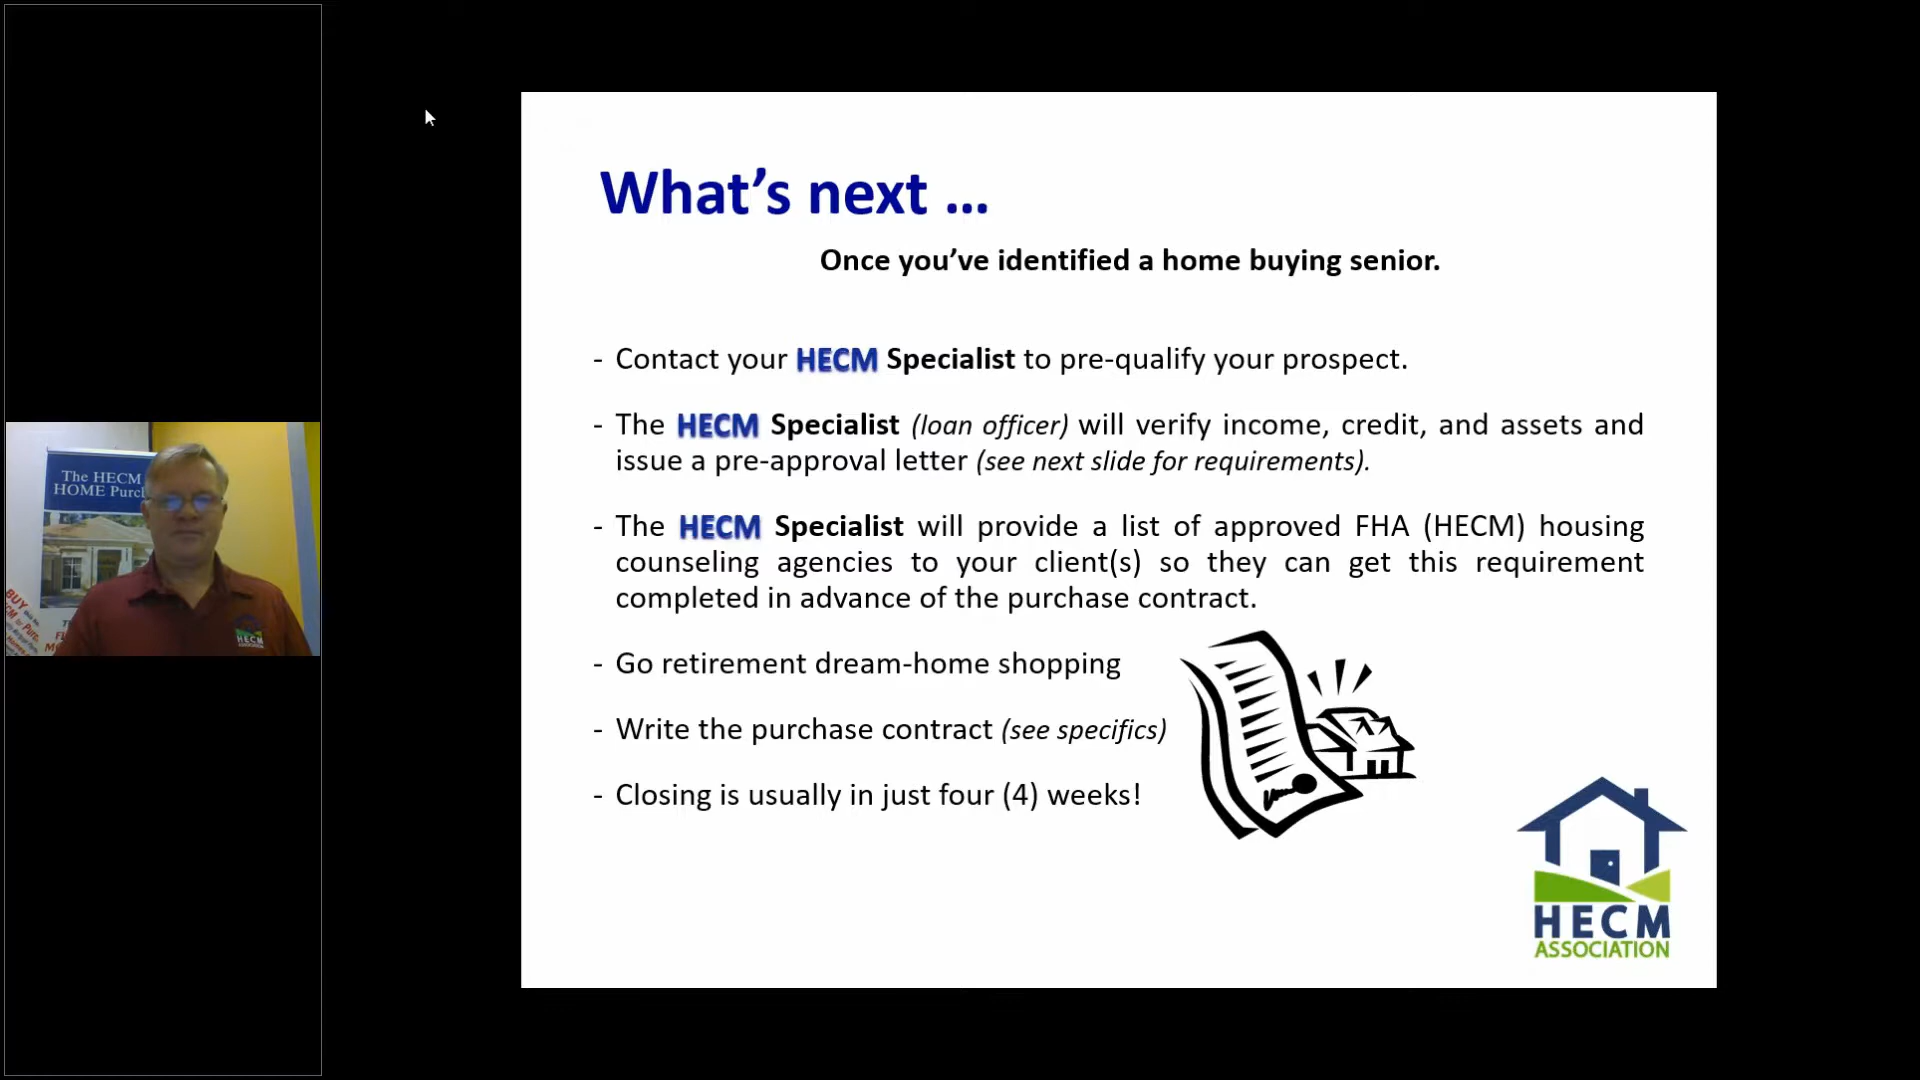 What's next ...
Once you've identified a home buying senior.
- Contact your HECM Specialist to pre-qualify your prospect.
- The HECM Specialist (loan officer) will verify income, credit, and assets and
issue a pre-approval letter (see next slide for requirements).
- The HECM Specialist will provide a list of approved FHA (HECM) housing
counseling agencies to your client(s) so they can get this requirement
completed in advance of the purchase contract.
- Go retirement dream-home shopping
- Write the purchase contract (see specifics)
- Closing is usually in just four (4) weeks!
HECM
ASSOCIATION
The HECM
HOME Purc
BUY
HECM